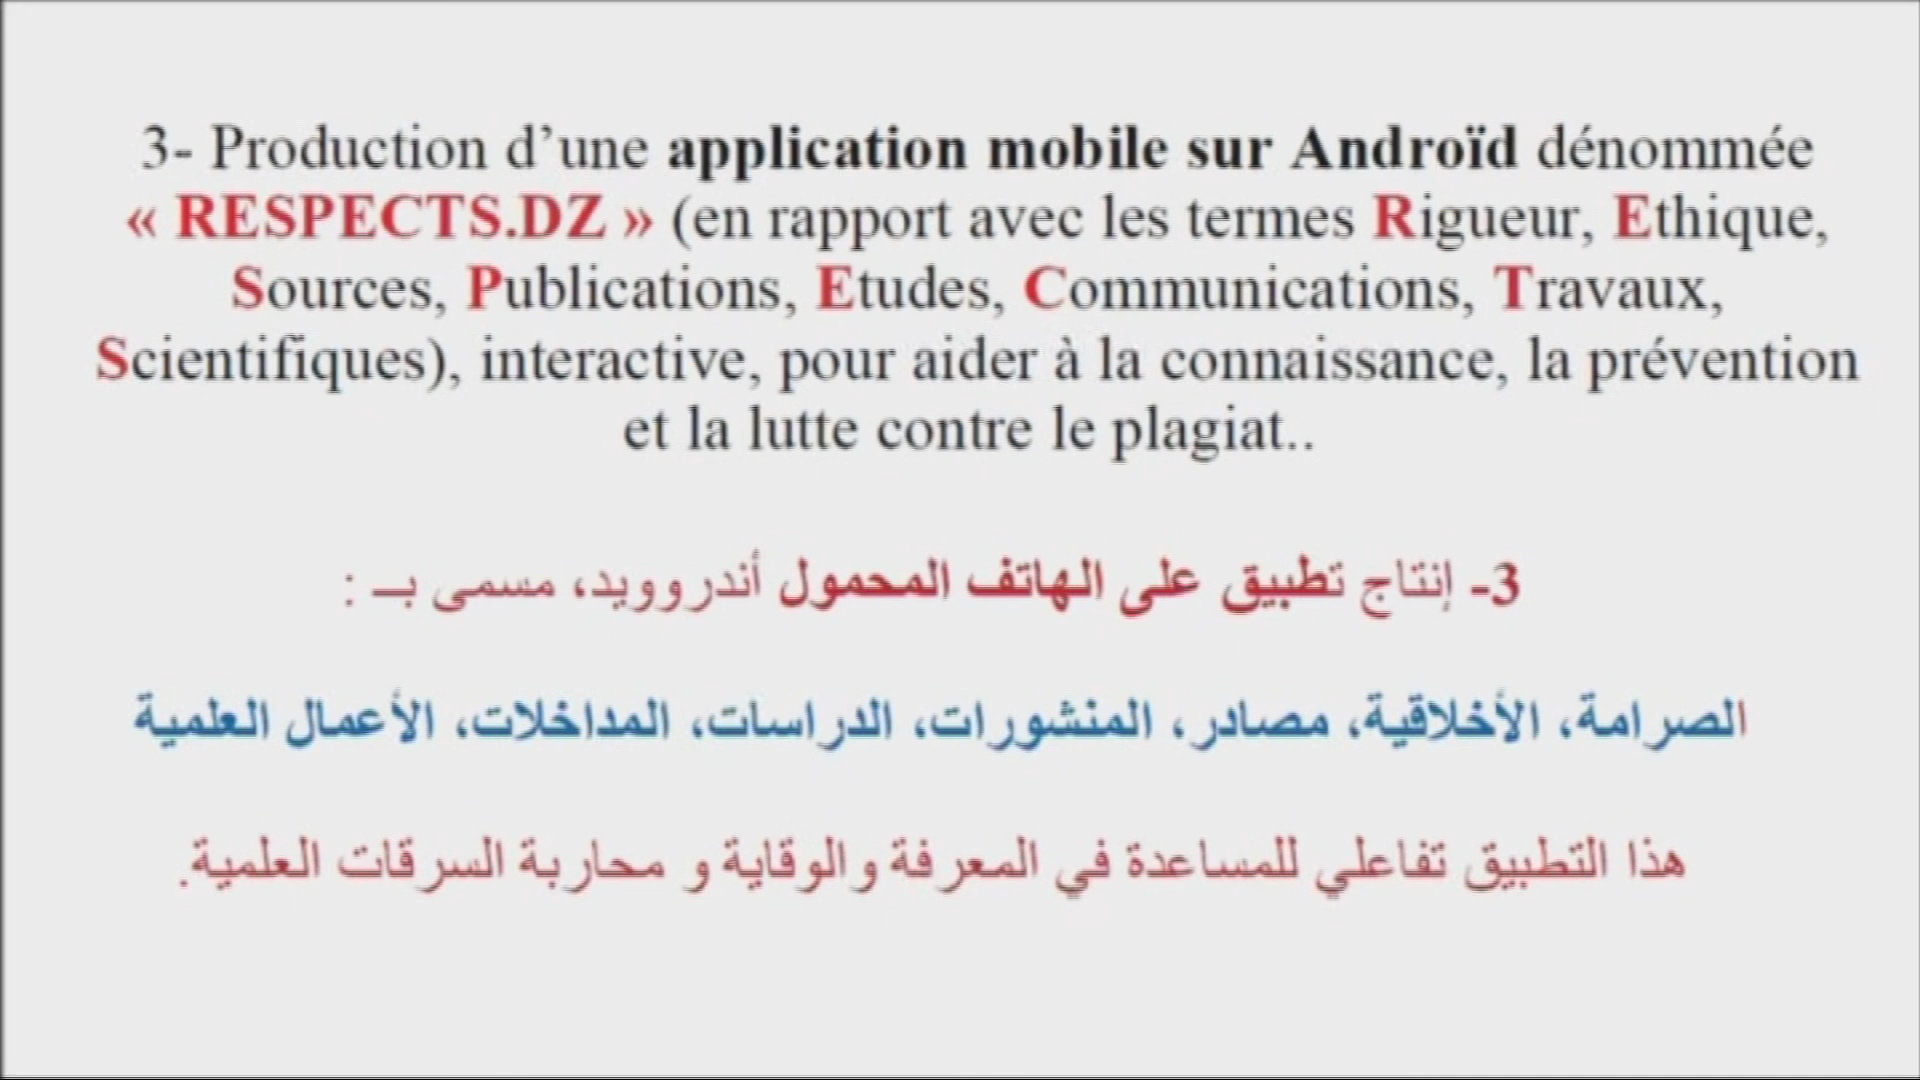 3- Production d’une application mobile sur Androïd dénommée
« RESPECTS.DZ » (en rapport avec les termes Rigueur, Ethique,
Sources, Publications, Etudes, Communications, Travaux,
Scientifiques), interactive, pour aider à la connaissance, la prévention
et la lutte contre le plagiat..
3- إنتاج تطبيق على الهاتف المحمول أندروويد، مسمى بـــ :
الصرامة، الأخلاقية، مصادر، المنشورات، الدراسات، المداخلات، الأعمال العلمية
هذا التطبيق تفاعلي للمساعدة في المعرفة والوقاية و محاربة السرقات العلمية.